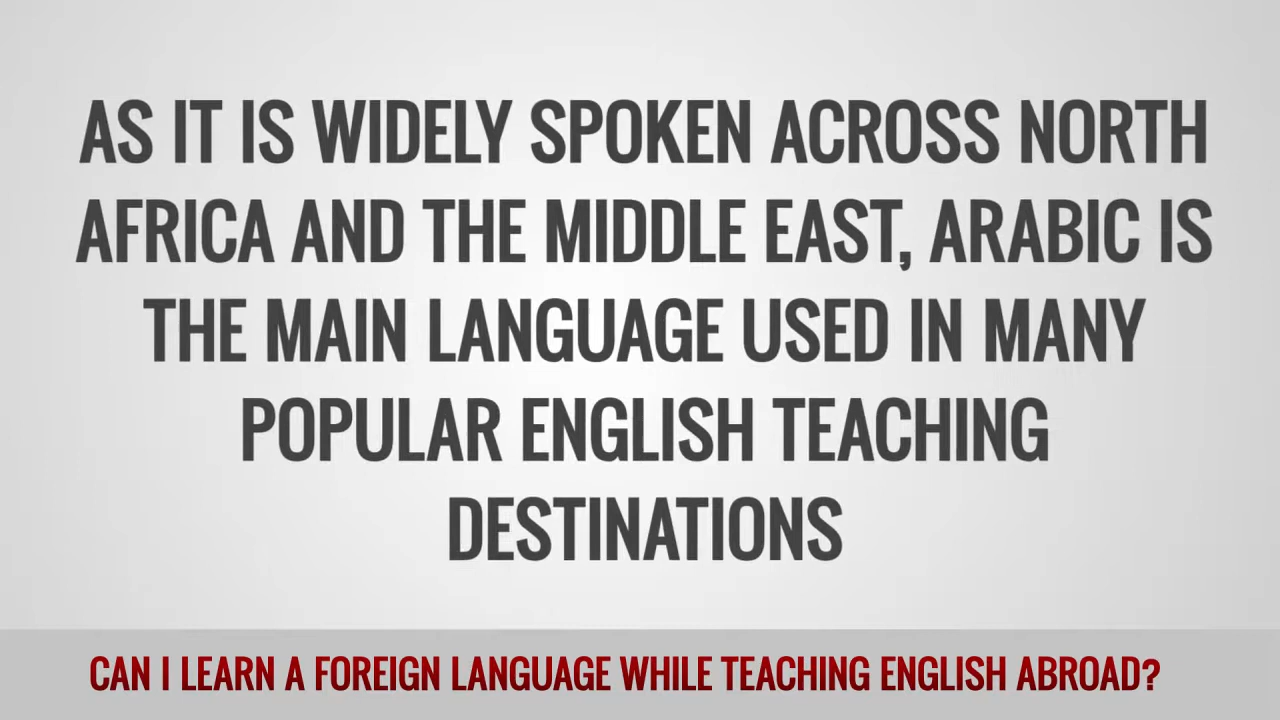 AS IT IS WIDELY SPOKEN ACROSS NORTH
AFRICA AND THE MIDDLE EAST, ARABIC IS
THE MAIN LANGUAGE USED IN MANY
POPULAR ENGLISH TEACHING
DESTINATIONS
CAN I LEARN A FOREIGN LANGUAGE WHILE TEACHING ENGLISH ABROAD?